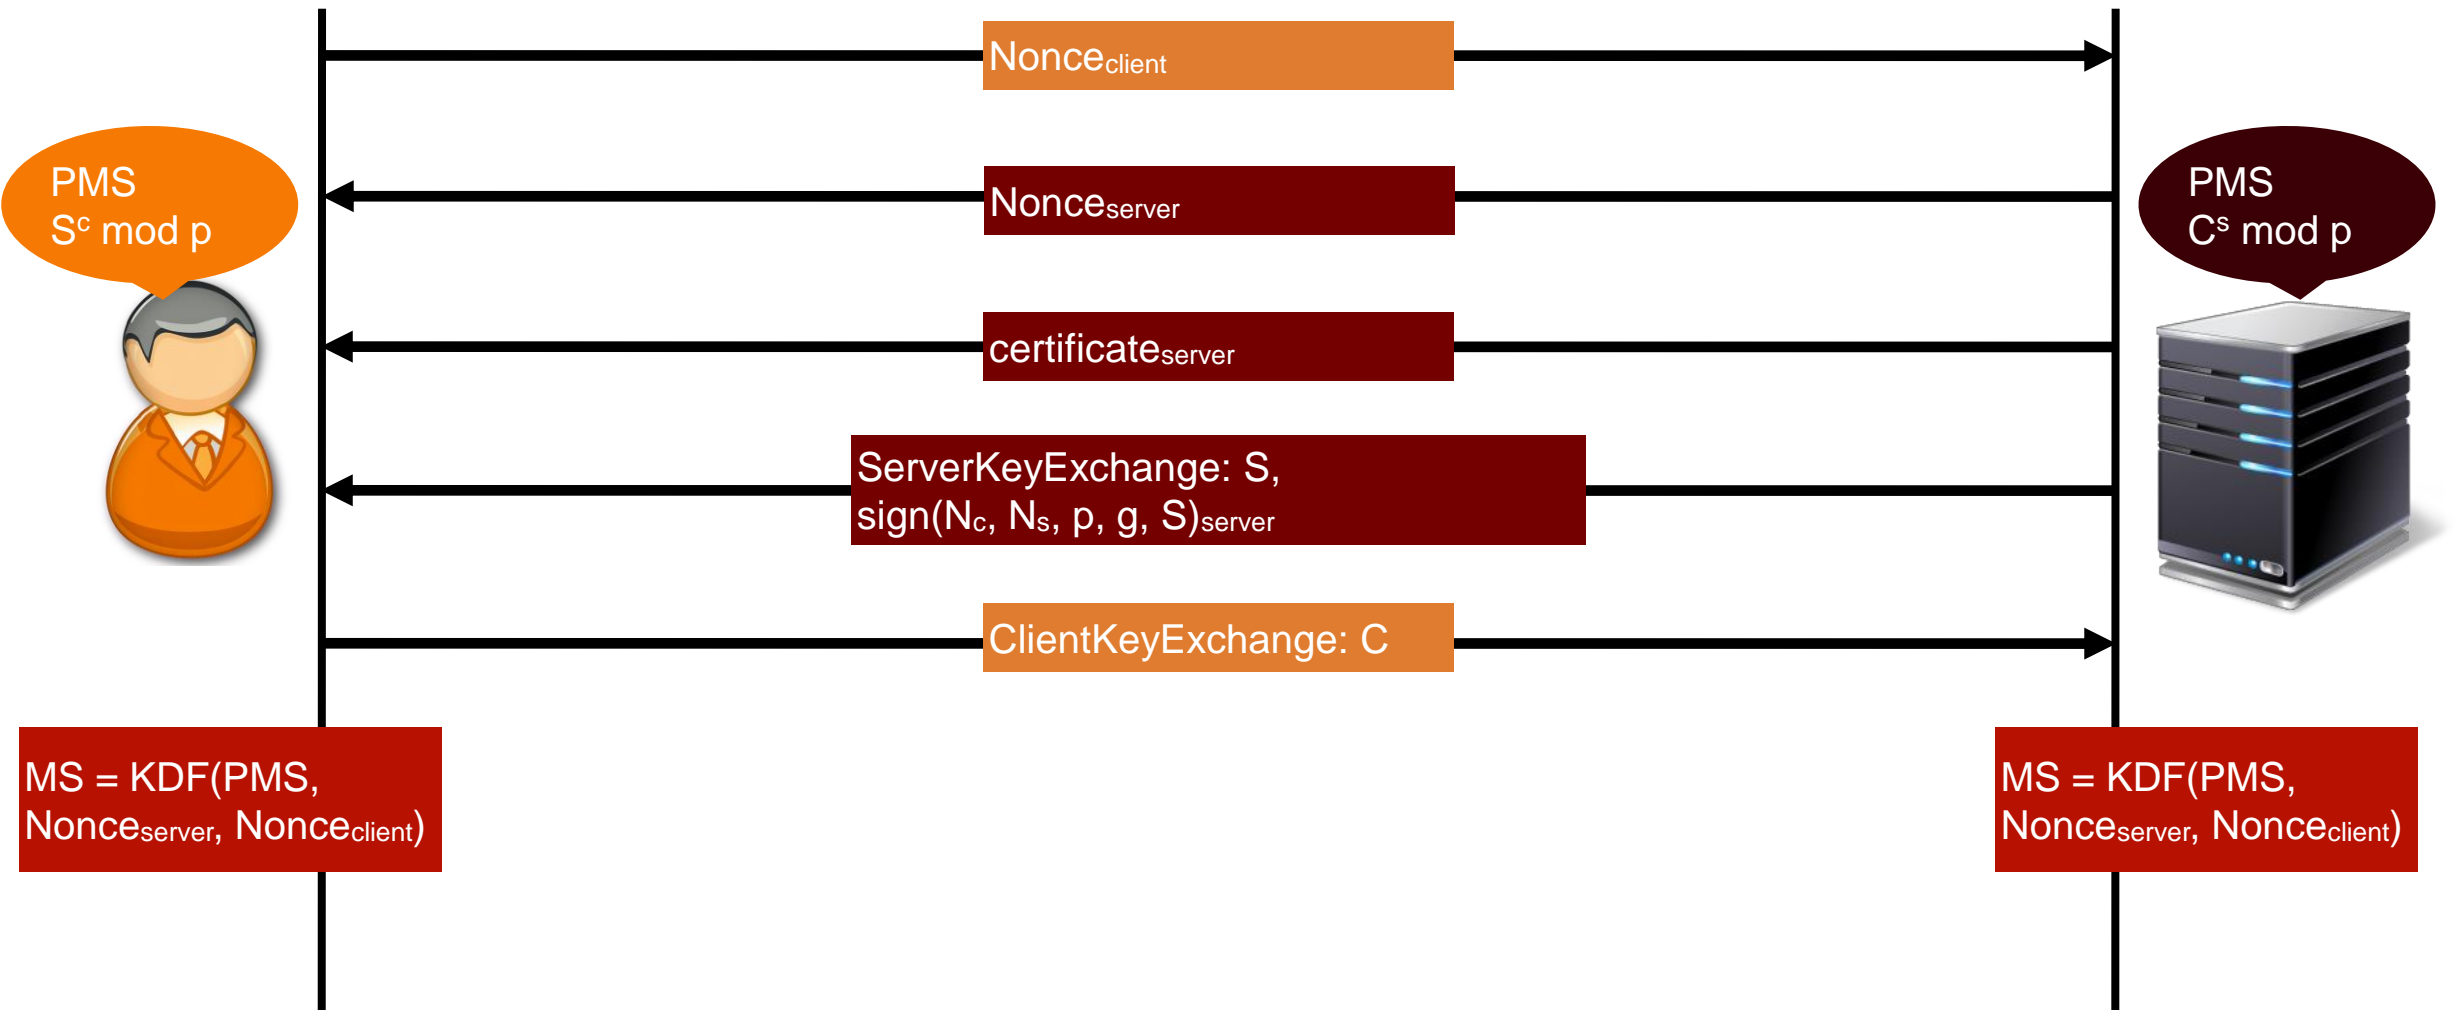 Nonceclient
PMS
Sᶜ mod p
Nonceserver
PMS
Cˢ mod p
certificateserver
ServerKeyExchange: S,
sign(Nc, Ns, p, g, S)server
ClientKeyExchange: C
MS = KDF(PMS,
Nonceserver, Nonceclient)
MS = KDF(PMS,
Nonceserver, Nonceclient)